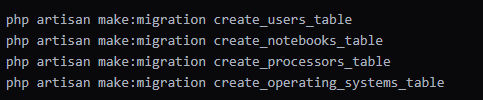 php artisan make:migration create_users_table
php artisan make:migration create_notebooks_table
php artisan make:migration create_processors_table
php artisan make:migration create_operating_systems_table